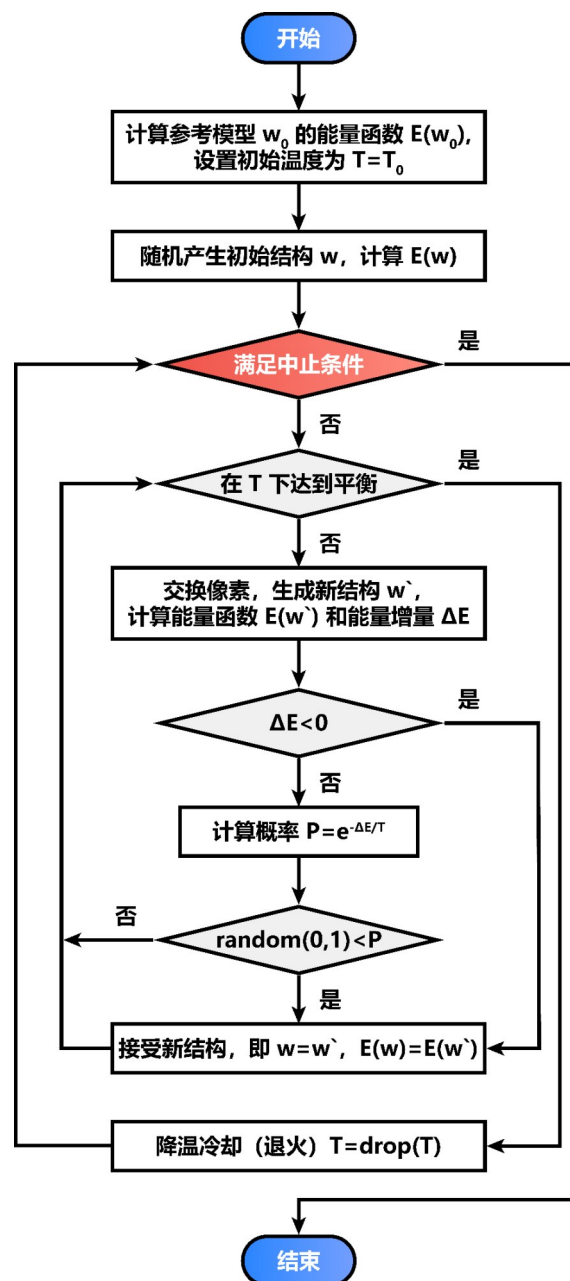 开始
计算参考模型 w₀ 的能量函数 E(w₀),
设置初始温度为 T=T₀
随机产生初始结构 w，计算 E(w)
满足中止条件
是
否
在 T 下达到平衡
是
否
交换像素，生成新结构 w`,
计算能量函数 E(w`) 和能量增量 ΔE
ΔE<0
是
否
计算概率 P=e^-ΔE/T
random(0,1)<P
否
是
接受新结构，即 w=w`, E(w)=E(w`)
降温冷却（退火）T=drop(T)
结束